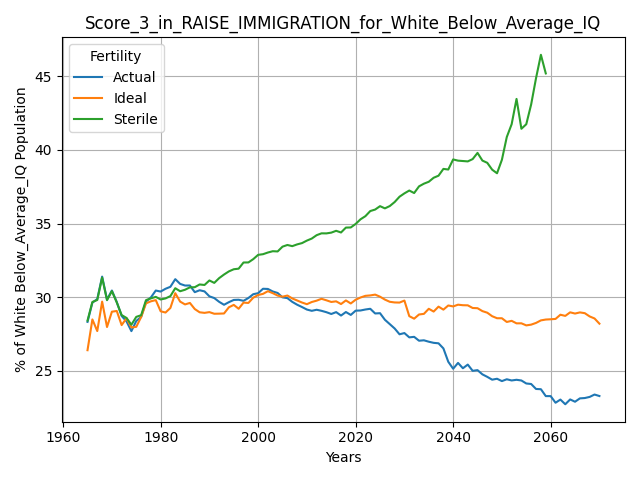 Score_3_in_RAISE_IMMIGRATION_for_White_Below_Average_IQ
Fertility
Actual
Ideal
Sterile
% of White Below_Average_IQ Population
45
40
35
30
25
1960
1980
2000
2020
2040
2060
Years